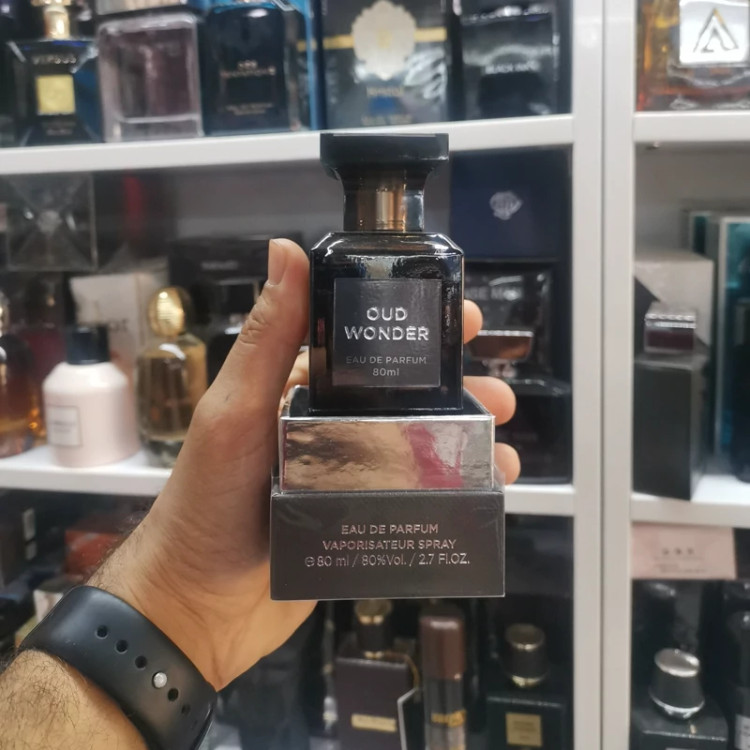 BLACK
OUD
WONDER
EAU DE PARFUM
80ml
EAU DE PARFUM
VAPORISATEUR SPRAY
℮ 80 ml / 80%Vol. / 2.7 Fl.OZ.